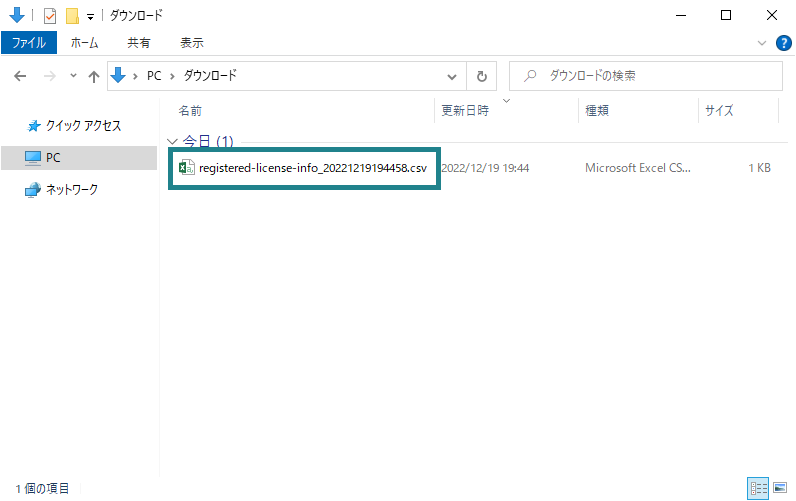 ダウンロード
ファイル ホーム 共有 表示
PC ダウンロード ダウンロードの検索
名前 更新日時 種類 サイズ
クイック アクセス
PC
ネットワーク
今日 (1)
registered-license-info_20221219194458.csv 2022/12/19 19:44 Microsoft Excel CS... 1 KB
1 個の項目